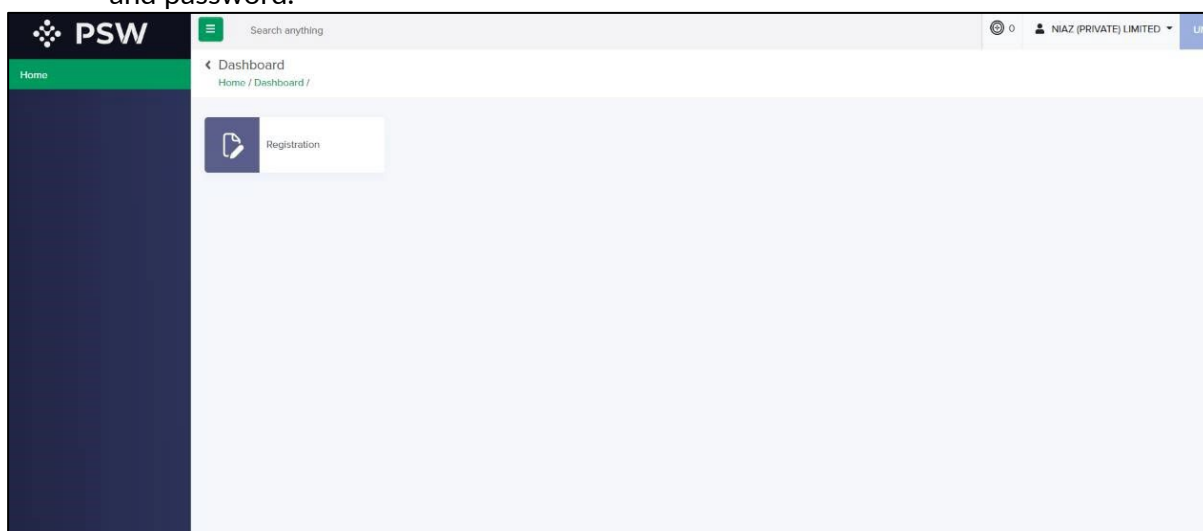 and password.
PSW
Search anything
0
NIAZ (PRIVATE) LIMITED
Home
Dashboard
Home / Dashboard /
Registration